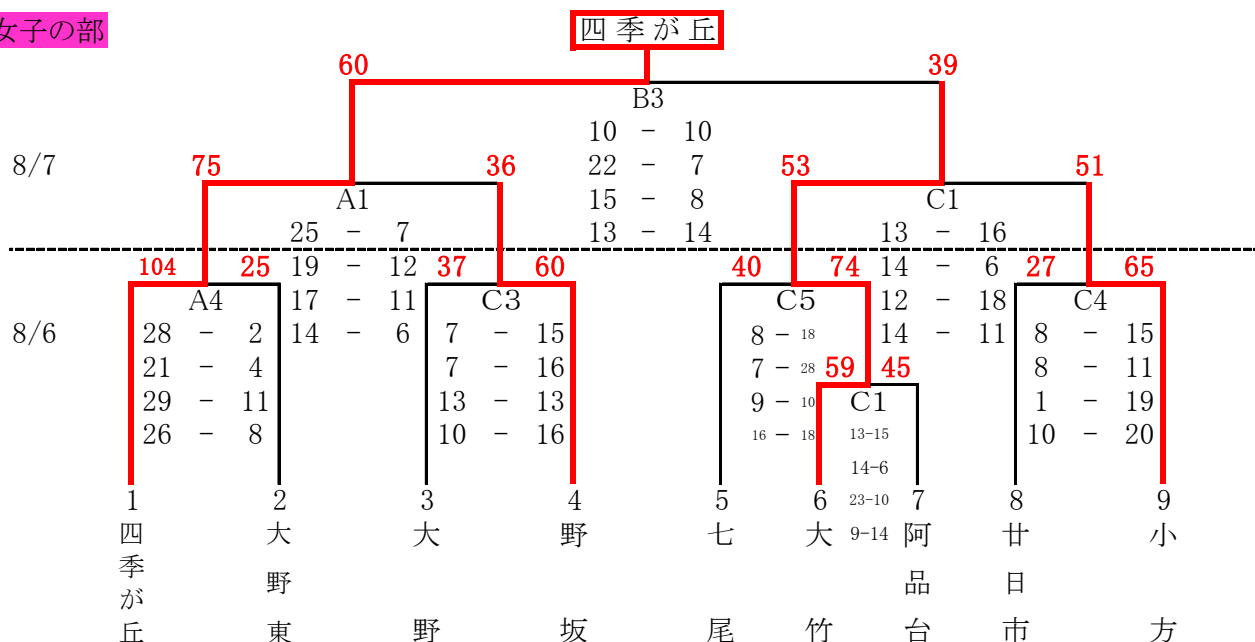 女子の部
四季が丘
60 39
B3
10 - 10
8/7 75 36 22 - 7 53 51
A1 15 - 8 C1
25 - 7 13 - 14 13 - 16
104 25 19 - 12 37 60 40 74 14 - 6 27 65
A4 17 - 11 C3 C5 12 - 18 C4
8/6 28 - 2 14 - 6 7 - 15 8 - 18 14 - 11 8 - 15
21 - 4 7 - 16 7 - 28 59 45 8 - 11
29 - 11 13 - 13 9 - 10 C1 1 - 19
26 - 8 10 - 16 16 - 18 13-15 10 - 20
14-6
1 2 3 4 5 6 23-10 7 8 9
9-14
四季が丘
大野東
大野
野坂
七尾
大竹
阿品台
廿日市
小方